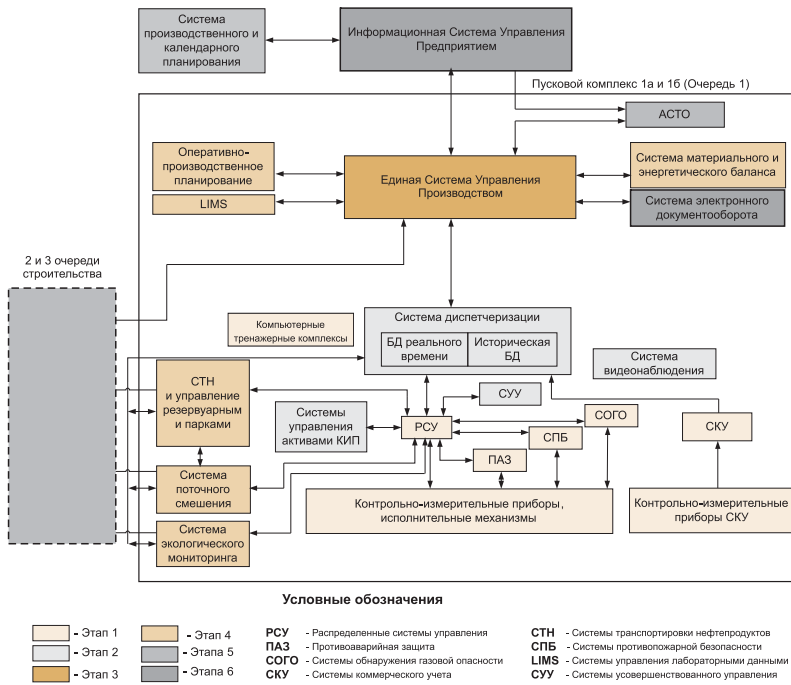 Система
производственного и
календарного
планирования
Информационная Система Управления
Предприятием
Пусковой комплекс 1а и 1б (Очередь 1)
АСТО
Оперативно-
производственное
планирование
LIMS
Единая Система Управления
Производством
Система материального и
энергетического баланса
Система электронного
документооборота
2 и 3 очереди
строительства
Компьютерные
тренажерные комплексы
Система диспетчеризации
БД реального
времени
Историческая
БД
Система
видеонаблюдения
СТН
и управление
резервуарным
и парками
Системы
управления
активами КИП
СУУ
РСУ
СОГО
СПБ
ПАЗ
СКУ
Система
поточного
смешения
Контрольно-измерительные приборы,
исполнительные механизмы
Контрольно-измерительные
приборы СКУ
Система
экологического
мониторинга
Условные обозначения
- Этап 1
- Этап 2
- Этап 3
- Этап 4
- Этапа 5
- Этапа 6
РСУ - Распределенные системы управления
ПАЗ - Противоаварийная защита
СОГО - Системы обнаружения газовой опасности
СКУ - Системы коммерческого учета
СТН - Системы транспортировки нефтепродуктов
СПБ - Системы противопожарной безопасности
LIMS - Системы управления лабораторными данными
СУУ - Системы усовершенствованного управления